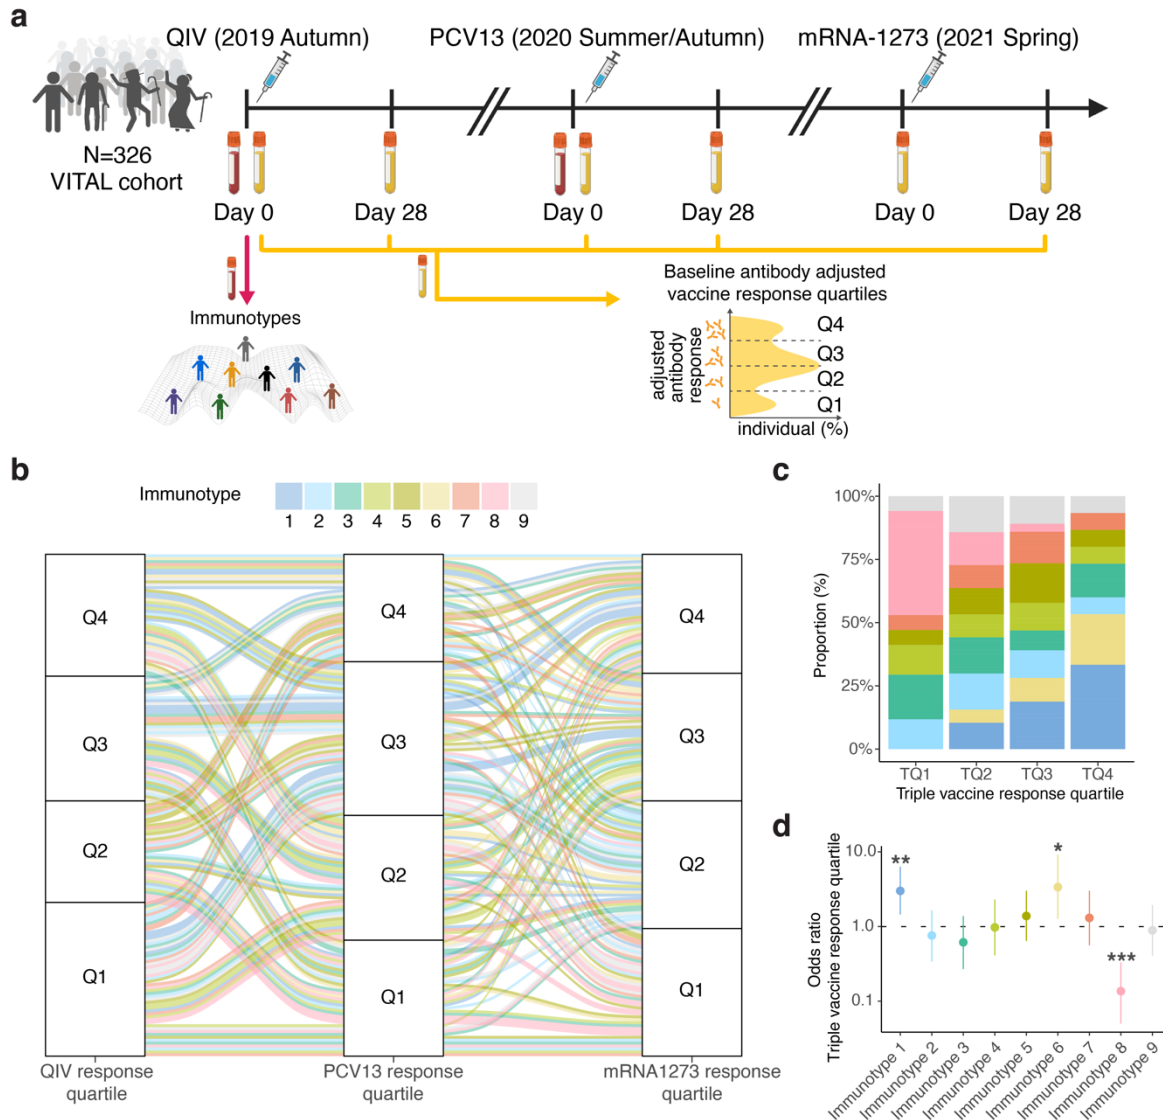 a
QIV (2019 Autumn)
PCV13 (2020 Summer/Autumn)
mRNA-1273 (2021 Spring)
N=326
VITAL cohort
Day 0
Day 28
Day 0
Day 28
Day 0
Day 28
Immunotypes
Baseline antibody adjusted
vaccine response quartiles
adjusted
antibody
response
Q4
Q3
Q2
Q1
individual (%)
b
Immunotype
1 2 3 4 5 6 7 8 9
Q4
Q3
Q2
Q1
Q4
Q3
Q2
Q1
Q4
Q3
Q2
Q1
QIV response
quartile
PCV13 response
quartile
mRNA1273 response
quartile
c
Proportion (%)
100%
75%
50%
25%
0%
TQ1 TQ2 TQ3 TQ4
Triple vaccine response quartile
d
Odds ratio
Triple vaccine response quartile
10.0
1.0
0.1
**
*
***
Immunotype 1
Immunotype 2
Immunotype 3
Immunotype 4
Immunotype 5
Immunotype 6
Immunotype 7
Immunotype 8
Immunotype 9